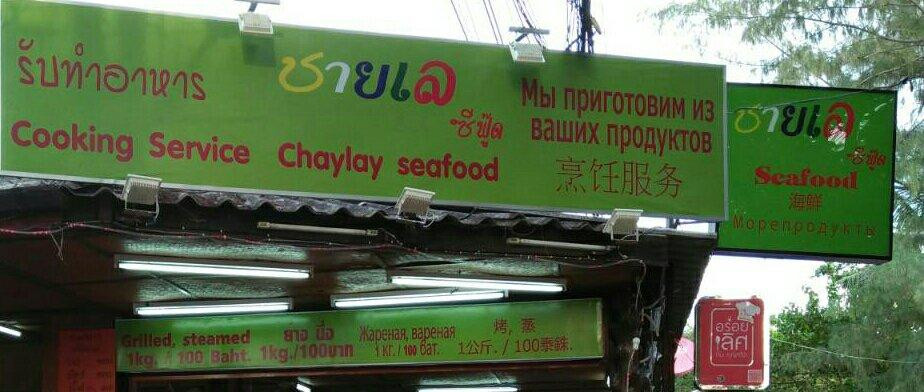 รับทำอาหาร
ชายเล
ซีฟู้ด
Cooking Service Chaylay seafood
Мы приготовим из
ваших продуктов
烹饪服务
ชายเล
ซีฟู้ด
Seafood
海鮮
Морепродукты
Grilled, steamed
1kg. / 100 Baht.
ยาง นึ่ง
1kg./100บาท
Жареная, вареная
1 КГ. / 100 бат.
烤, 蒸
1公斤. / 100泰銖.
อร่อย
เลิศ